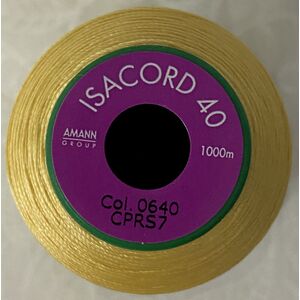 ISACORD 40
AMANN
GROUP
1000m
Col. 0640
CPRS7